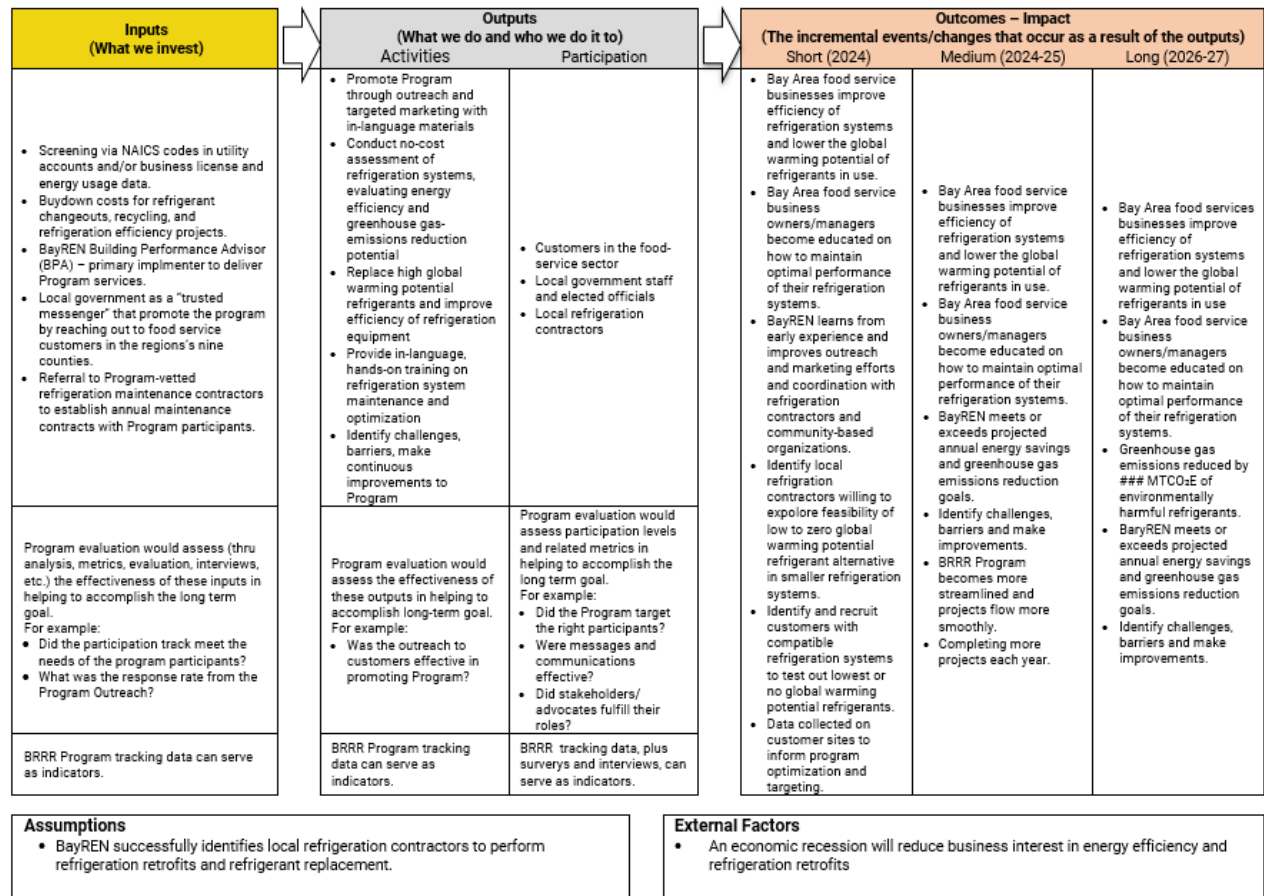 Inputs
(What we invest)
Outputs
(What we do and who we do it to)
Activities
Participation
Outcomes – Impact
(The incremental events/changes that occur as a result of the outputs)
Short (2024)
Medium (2024-25)
Long (2026-27)
• Screening via NAICS codes in utility
accounts and/or business license and
energy usage data.
• Buydown costs for refrigerant
changeouts, recycling, and
refrigeration efficiency projects.
• BayREN Building Performance Advisor
(BPA) – primary implmenter to deliver
Program services.
• Local government as a “trusted
messenger” that promote the program
by reaching out to food service
customers in the regions’s nine
counties.
• Referral to Program-vetted
refrigeration maintenance contractors
to establish annual maintenance
contracts with Program participants.
Program evaluation would assess (thru
analysis, metrics, evaluation, interviews,
etc.) the effectiveness of these inputs in
helping to accomplish the long term
goal.
For example:
• Did the participation track meet the
needs of the program participants?
• What was the response rate from the
Program Outreach?
BRRR Program tracking data can serve
as indicators.
• Promote Program
through outreach and
targeted marketing with
in-language materials
• Conduct no-cost
assessment of
refrigeration systems,
evaluating energy
efficiency and
greenhouse gas-
emissions reduction
potential
• Replace high global
warming potential
refrigerants and improve
efficiency of refrigeration
equipment
• Provide in-language,
hands-on training on
refrigeration system
maintenance and
optimization
• Identify challenges,
barriers, make
continuous
improvements to
Program
Program evaluation would
assess the effectiveness of
these outputs in helping to
accomplish long-term goal.
For example:
• Was the outreach to
customers effective in
promoting Program?
BRRR Program tracking
data can serve as
indicators.
• Customers in the food-
service sector
• Local government staff
and elected officials
• Local refrigeration
contractors
Program evaluation would
assess participation levels
and related metrics in
helping to accomplish the
long term goal.
For example:
• Did the Program target
the right participants?
• Were messages and
communications
effective?
• Did stakeholders/
advocates fulfill their
roles?
BRRR tracking data, plus
surverys and interviews, can
serve as indicators.
• Bay Area food service
businesses improve
efficiency of
refrigeration systems
and lower the global
warming potential of
refrigerants in use.
• Bay Area food service
business
owners/managers
become educated on
how to maintain
optimal performance
of their refrigeration
systems.
• BayREN learns from
early experience and
improves outreach
and marketing efforts
and coordination with
refrigeration
contractors and
community-based
organizations.
• Identify local
refrigration
contractors willing to
expolore feasibility of
low to zero global
warming potential
refrigerant alternative
in smaller refrigeration
systems.
• Identify and recruit
customers with
compatible
refrigeration systems
to test out lowest or
no global warming
potential refrigerants.
• Data collected on
customer sites to
inform program
optimization and
targeting.
• Bay Area food service
businesses improve
efficiency of
refrigeration systems
and lower the global
warming potential of
refrigerants in use.
• Bay Area food service
business
owners/managers
become educated on
how to maintain optimal
performance of their
refrigeration systems.
• BayREN meets or
exceeds projected
annual energy savings
and greenhouse gas
emissions reduction
goals.
• Identify challenges,
barriers and make
improvements.
• BRRR Program
becomes more
streamlined and
projects flow more
smoothly.
• Completing more
projects each year.
• Bay Area food services
businesses improve
efficiency of
refrigeration systems
and lower the global
warming potential of
refrigerants in use
• Bay Area food service
business
owners/managers
become educated on
how to maintain
optimal performance
of their refrigeration
systems.
• Greenhouse gas
emissions reduced by
### MTCO₂E of
environmentally
harmful refrigerants.
• BaryREN meets or
exceeds projected
annual energy savings
and greenhouse gas
emissions reduction
goals.
• Identify challenges,
barriers and make
improvements.
Assumptions
• BayREN successfully identifies local refrigeration contractors to perform
refrigeration retrofits and refrigerant replacement.
External Factors
• An economic recession will reduce business interest in energy efficiency and
refrigeration retrofits